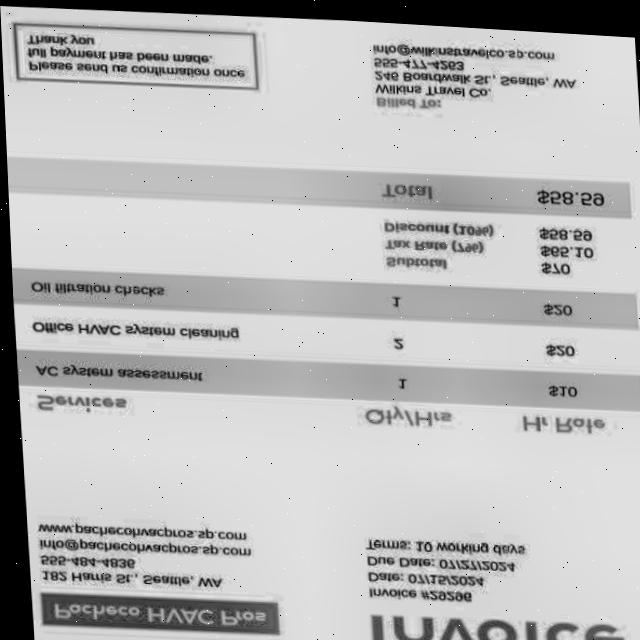 Invoice
Pacheco HVAC Pros
182 Harris St., Seattle, WA
555-484-4836
info@pachecohvacpros.sp.com
www.pachecohvacpros.sp.com
Invoice #29296
Date: 07/15/2024
Due Date: 07/27/2024
Terms: 10 working days
Services Qty/Hrs Hr. Rate
AC system assessment 1 $10
Office HVAC system cleaning 2 $20
Oil filtration checks 1 $20
Subtotal $70
Tax Rate (7%) $65.10
Discount (10%) $58.59
Total $58.59
Billed To:
Wilkins Travel Co.
246 Boardwalk St., Seattle, WA
555-477-4263
info@wilkinstravelco.sp.com
Please send us confirmation once
full payment has been made.
Thank you